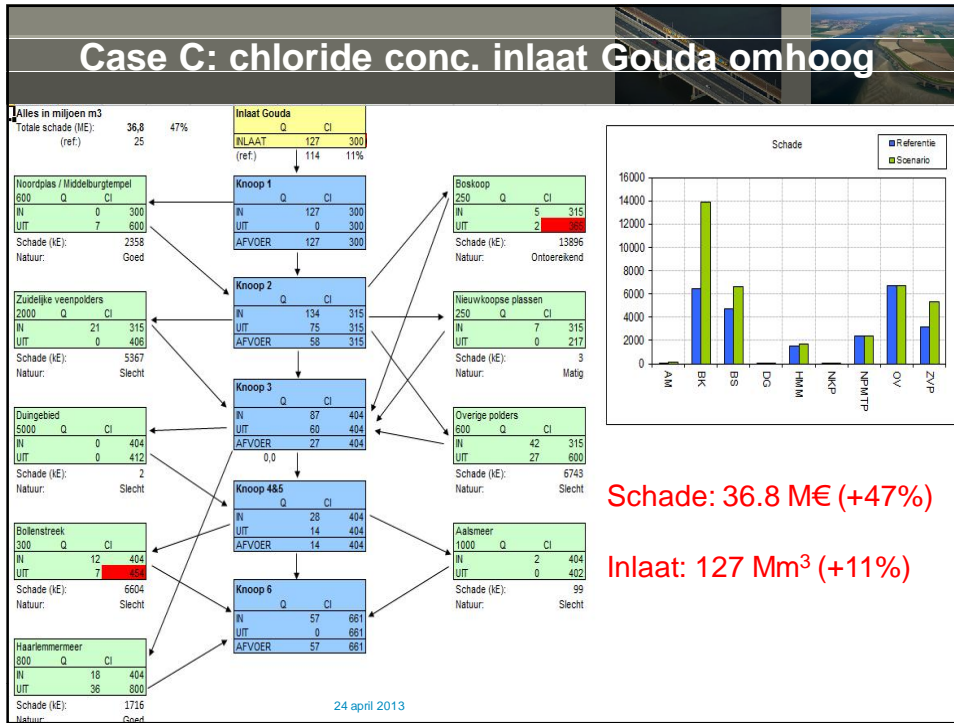 Case C: chloride conc. inlaat Gouda omhoog
Alles in miljoen m3
Totale schade (ME): 36,8 47%
(ref:) 25
Inlaat Gouda
Q Cl
INLAAT 127 300
(ref:) 114 11%
Noordplas / Middelburgtempel
600 Q Cl
IN 0 300
UIT 7 600
Schade (kE): 2358
Natuur: Goed
Knoop 1
Q Cl
IN 127 300
UIT 0 300
AFVOER 127 300
Boskoop
250 Q Cl
IN 5 315
UIT 2
Schade (kE): 13896
Natuur: Ontoereikend
Zuidelijke veenpolders
2000 Q Cl
IN 21 315
UIT 0 406
Schade (kE): 5367
Natuur: Slecht
Knoop 2
Q Cl
IN 134 315
UIT 75 315
AFVOER 58 315
Nieuwkoopse plassen
250 Q Cl
IN 7 315
UIT 0 217
Schade (kE): 3
Natuur: Matig
Duingebied
5000 Q Cl
IN 0 404
UIT 0 412
Schade (kE): 2
Natuur: Slecht
Knoop 3
Q Cl
IN 87 404
UIT 60 404
AFVOER 27 404
0,0
Overige polders
600 Q Cl
IN 42 315
UIT 27 600
Schade (kE): 6743
Natuur: Slecht
Bollenstreek
300 Q Cl
IN 12 404
UIT 7 454
Schade (kE): 6604
Natuur: Slecht
Knoop 4&5
Q Cl
IN 28 404
UIT 14 404
AFVOER 14 404
Aalsmeer
1000 Q Cl
IN 2 404
UIT 0 402
Schade (kE): 99
Natuur: Slecht
Haarlemmermeer
800 Q Cl
IN 18 404
UIT 36 800
Schade (kE): 1716
Natuur: Goed
Knoop 6
Q Cl
IN 57 661
UIT 0 661
AFVOER 57 661
Schade
Referentie
Scenario
16000
14000
12000
10000
8000
6000
4000
2000
0
AM BK BS DG HMM NKP NPMTP OV ZVP
Schade: 36.8 M€ (+47%)
Inlaat: 127 Mm³ (+11%)
24 april 2013